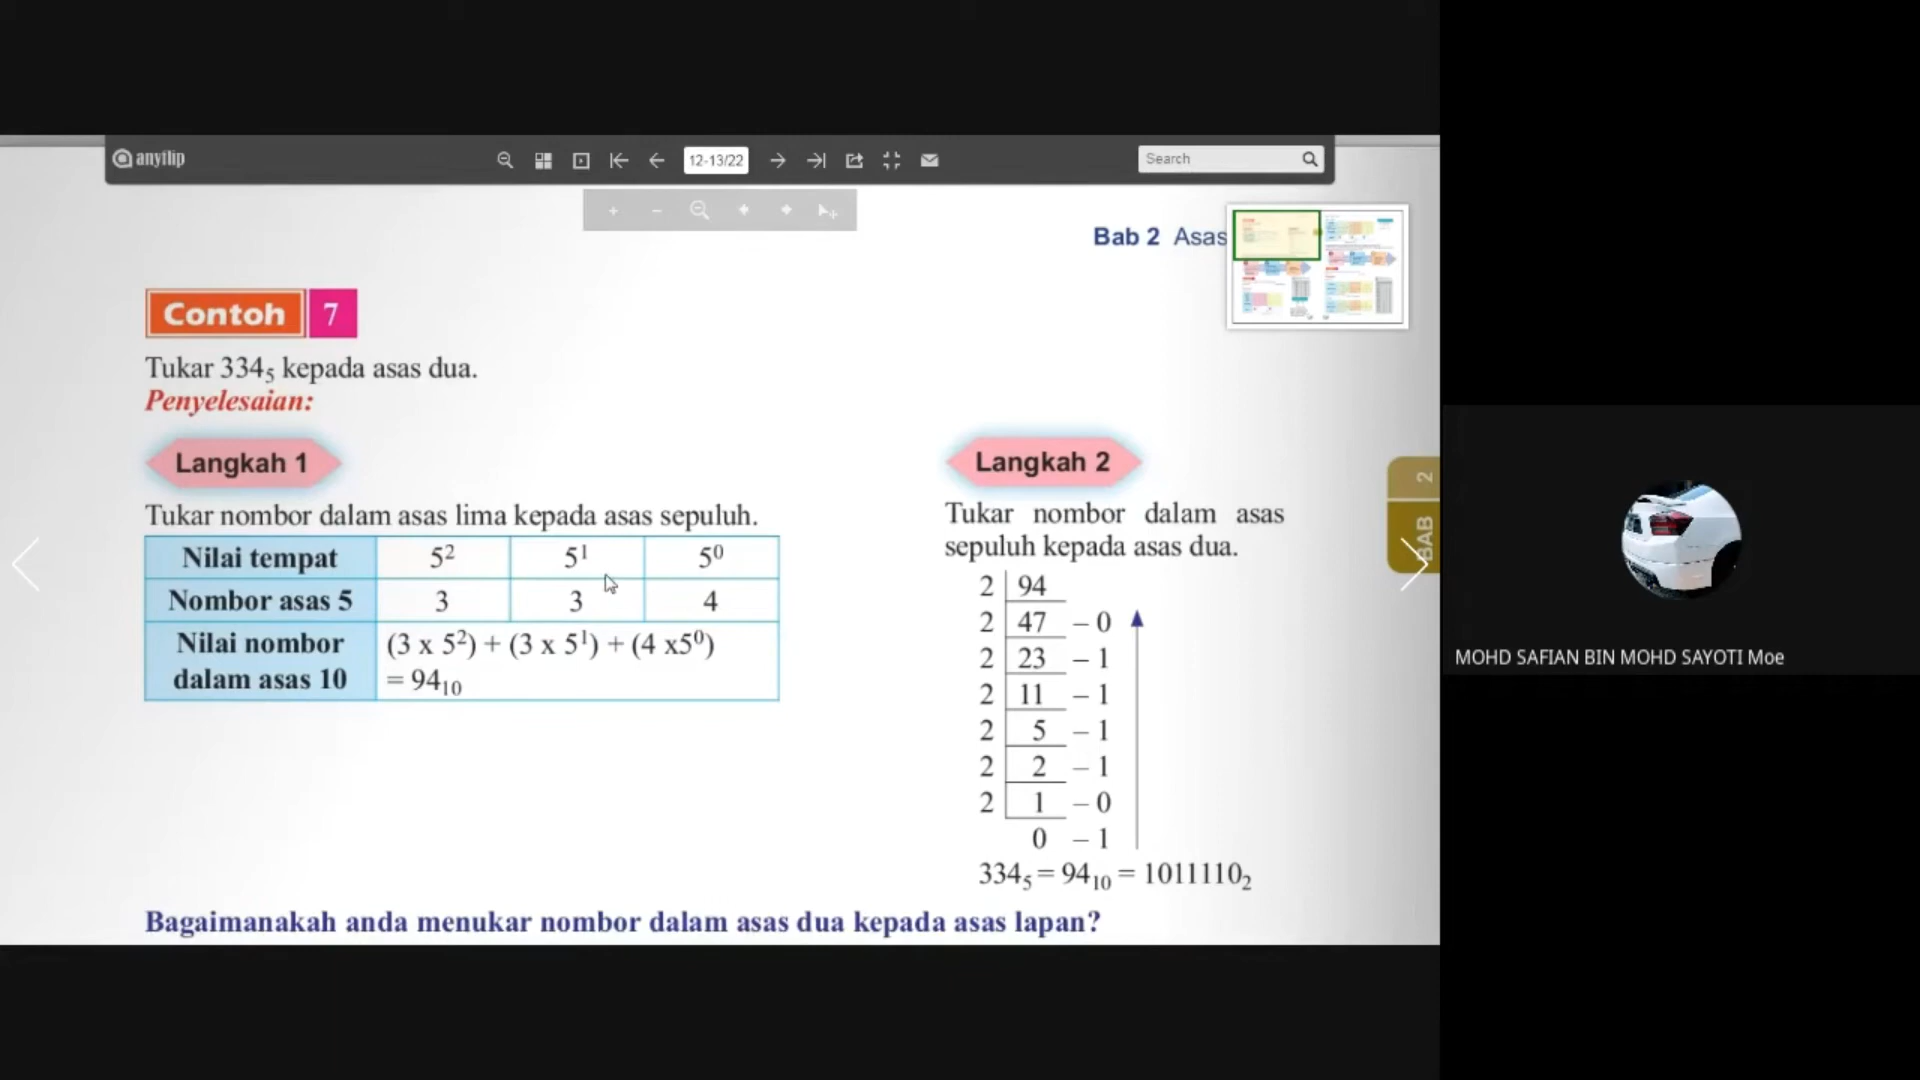 anyflip
12-13/22
Search
Bab 2 Asas
Contoh 7
Tukar 334₅ kepada asas dua.
Penyelesaian:
Langkah 1
Tukar nombor dalam asas lima kepada asas sepuluh.
Nilai tempat 5² 5¹ 5⁰
Nombor asas 5 3 3 4
Nilai nombor dalam asas 10 (3 x 5²) + (3 x 5¹) + (4 x5⁰)
= 94₁₀
Langkah 2
Tukar nombor dalam asas
sepuluh kepada asas dua.
2 94
2 47 – 0
2 23 – 1
2 11 – 1
2 5 – 1
2 2 – 1
2 1 – 0
0 – 1
334₅ = 94₁₀ = 1011110₂
Bagaimanakah anda menukar nombor dalam asas dua kepada asas lapan?
BAB 2
MOHD SAFIAN BIN MOHD SAYOTI Moe